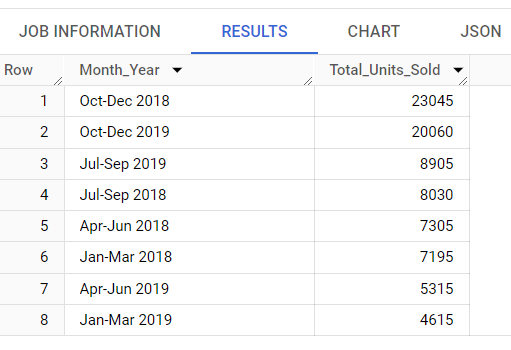 JOB INFORMATION RESULTS CHART JSON
Row Month_Year Total_Units_Sold
1 Oct-Dec 2018 23045
2 Oct-Dec 2019 20060
3 Jul-Sep 2019 8905
4 Jul-Sep 2018 8030
5 Apr-Jun 2018 7305
6 Jan-Mar 2018 7195
7 Apr-Jun 2019 5315
8 Jan-Mar 2019 4615